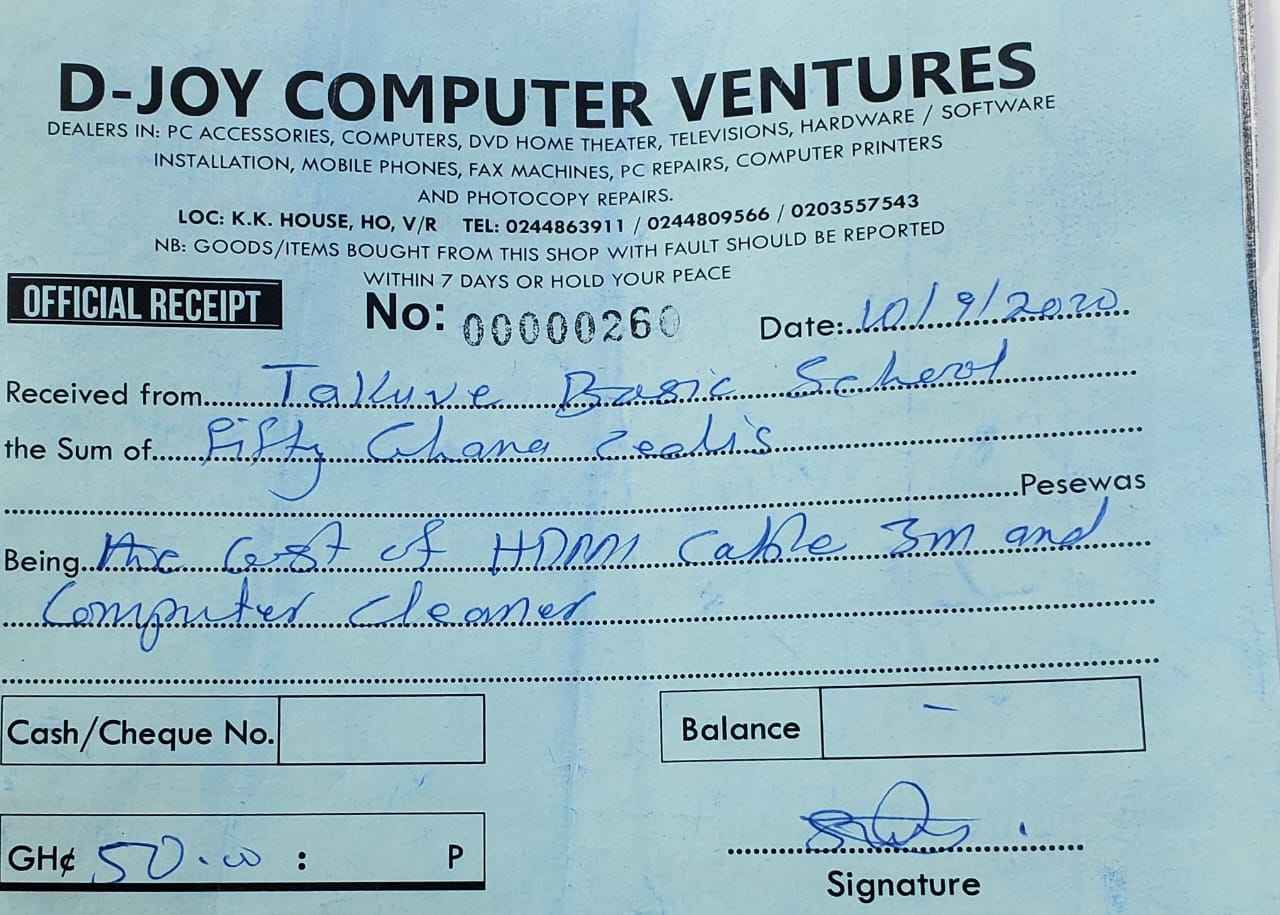 D-JOY COMPUTER VENTURES
DEALERS IN: PC ACCESSORIES, COMPUTERS, DVD HOME THEATER, TELEVISIONS, HARDWARE / SOFTWARE
INSTALLATION, MOBILE PHONES, FAX MACHINES, PC REPAIRS, COMPUTER PRINTERS
AND PHOTOCOPY REPAIRS.
LOC: K.K. HOUSE, HO, V/R TEL: 0244863911 / 0244809566 / 0203557543
NB: GOODS/ITEMS BOUGHT FROM THIS SHOP WITH FAULT SHOULD BE REPORTED
WITHIN 7 DAYS OR HOLD YOUR PEACE
OFFICIAL RECEIPT No: 00000260 Date: 10/9/2020
Received from Takuve Basic School
the Sum of Fifty Ghana Cedis
Pesewas
Being the Cost of HDMI Cable 3m and
Computer Cleaner
Cash/Cheque No. Balance –
GH¢ 50.00 : P
Signature